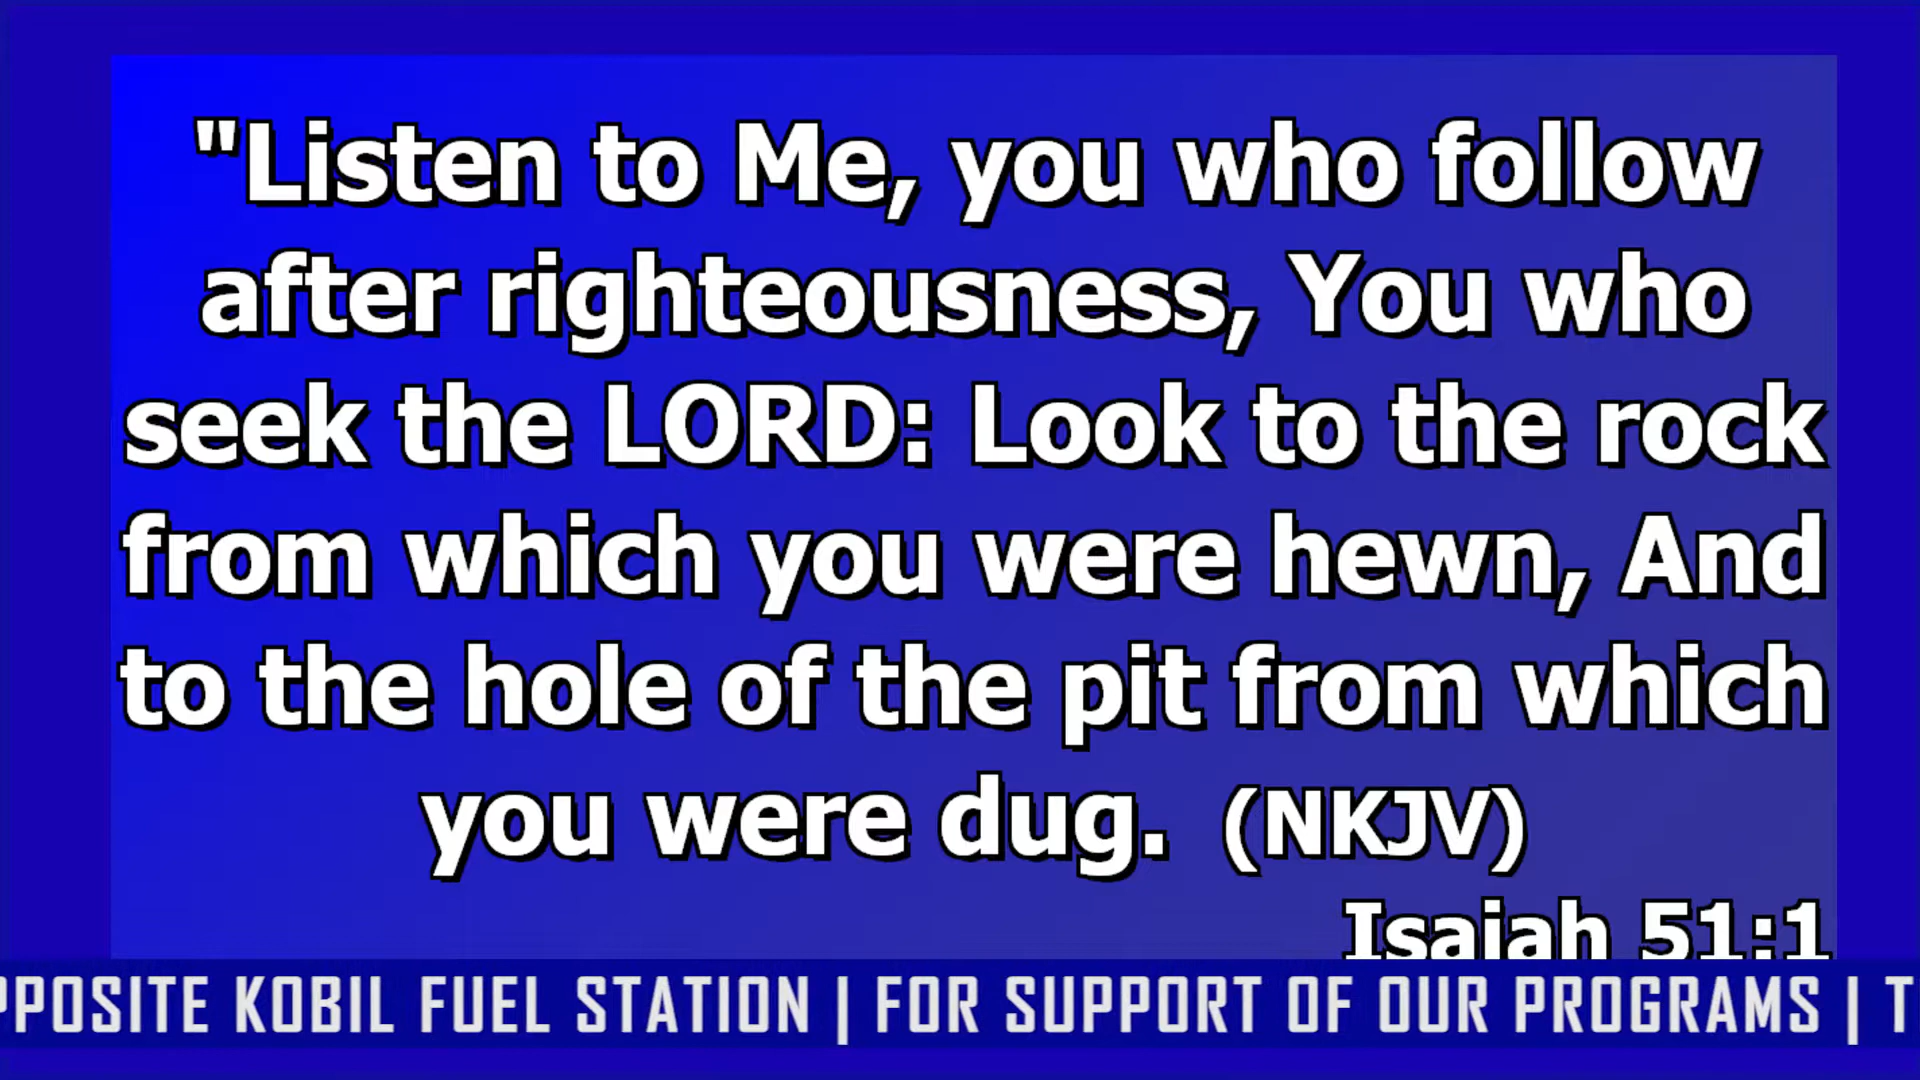 "Listen to Me, you who follow
after righteousness, You who
seek the LORD: Look to the rock
from which you were hewn, And
to the hole of the pit from which
you were dug. (NKJV)
Isaiah 51:1
OPPOSITE KOBIL FUEL STATION | FOR SUPPORT OF OUR PROGRAMS |